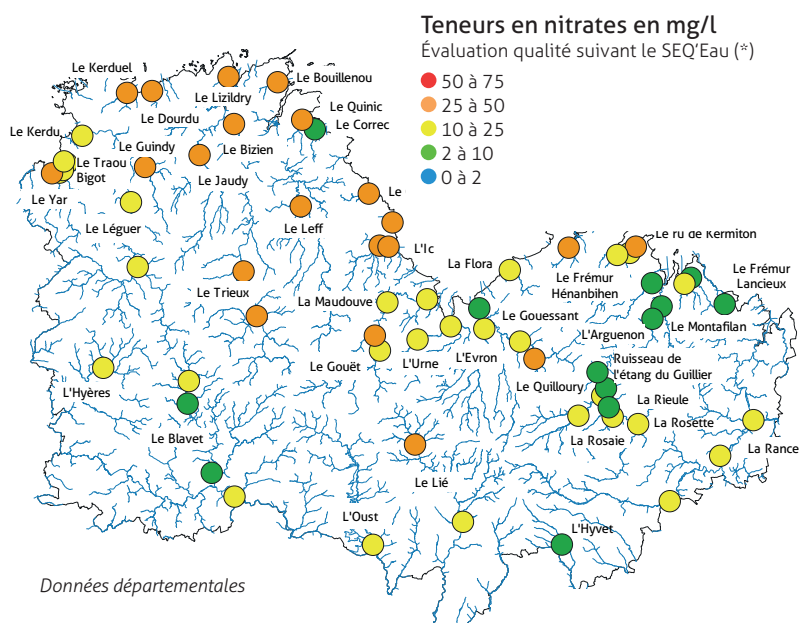 Teneurs en nitrates en mg/l
Évaluation qualité suivant le SEQ'Eau (*)
50 à 75
25 à 50
10 à 25
2 à 10
0 à 2
Le Kerduel
Le Bouillenou
Le Lizildry
Le Quinic
Le Dourdu
Le Correc
Le Kerdu
Le Guindy
Le Bizien
Le Traou
Bigot
Le Jaudy
Le Yar
Le
Le Léguer
Le Leff
L'Ic
Le ru de Kermiton
La Flora
Le Frémur
Hénanbihen
Le Frémur
Lancieux
Le Trieux
La Maudouve
Le Gouessant
L'Arguenon
Le Montafilan
Le Gouët
L'Urne
L'Evron
Ruisseau de
l'étang du Guillier
L'Hyères
Le Quilloury
La Rieule
La Rosette
Le Blavet
La Rosaie
La Rance
Le Lié
L'Oust
L'Hyvet
Données départementales